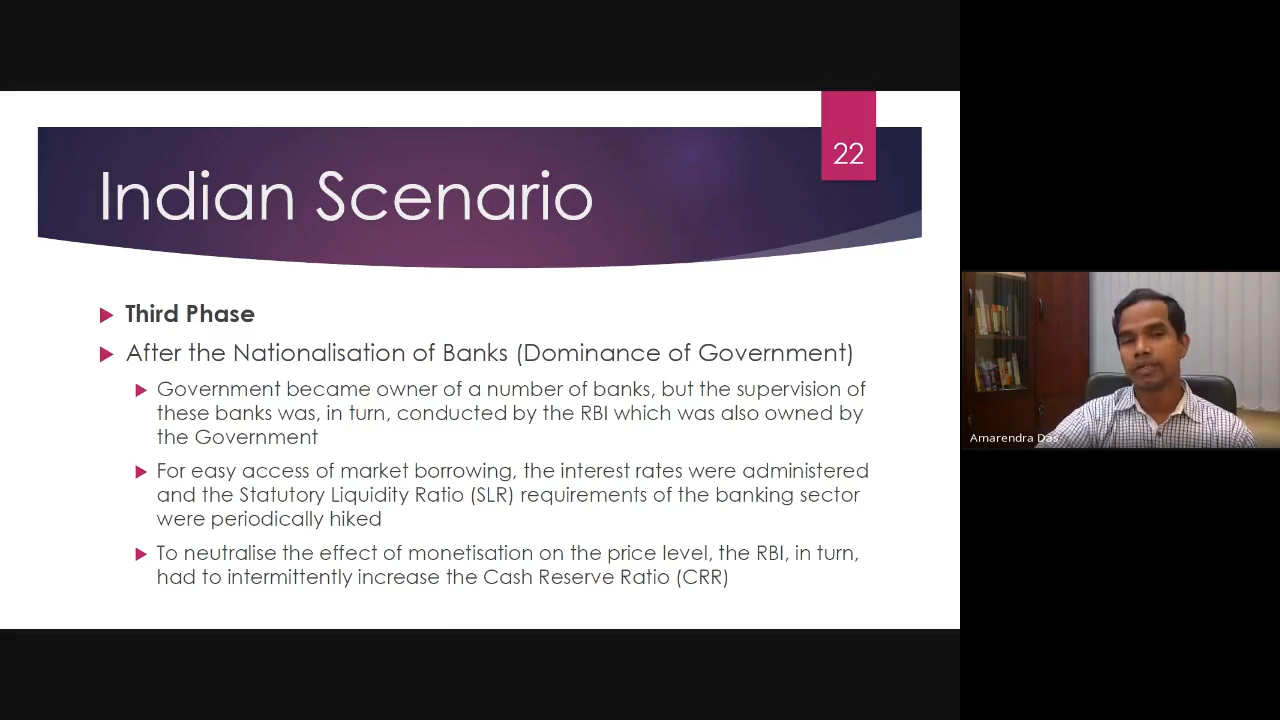 22
Indian Scenario
Third Phase
After the Nationalisation of Banks (Dominance of Government)
Government became owner of a number of banks, but the supervision of
these banks was, in turn, conducted by the RBI which was also owned by
the Government
For easy access of market borrowing, the interest rates were administered
and the Statutory Liquidity Ratio (SLR) requirements of the banking sector
were periodically hiked
To neutralise the effect of monetisation on the price level, the RBI, in turn,
had to intermittently increase the Cash Reserve Ratio (CRR)
Amarendra Das